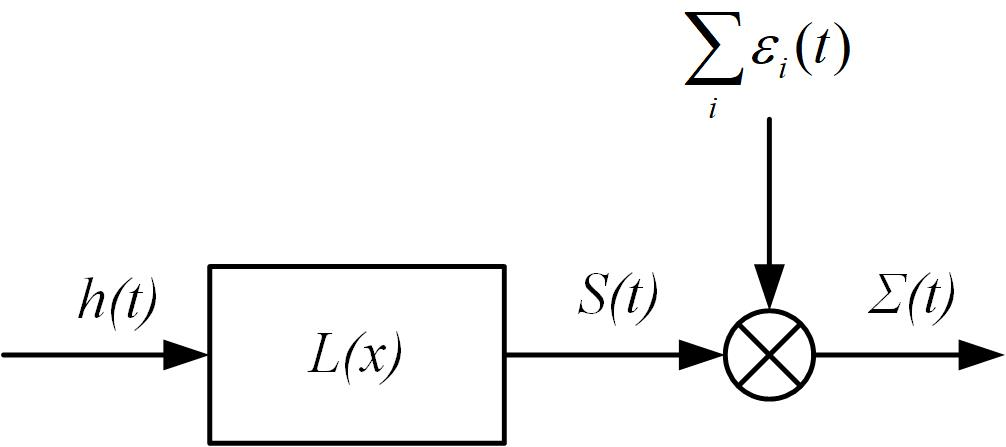 ∑ε_i(t)
i
h(t)
L(x)
S(t)
Σ(t)